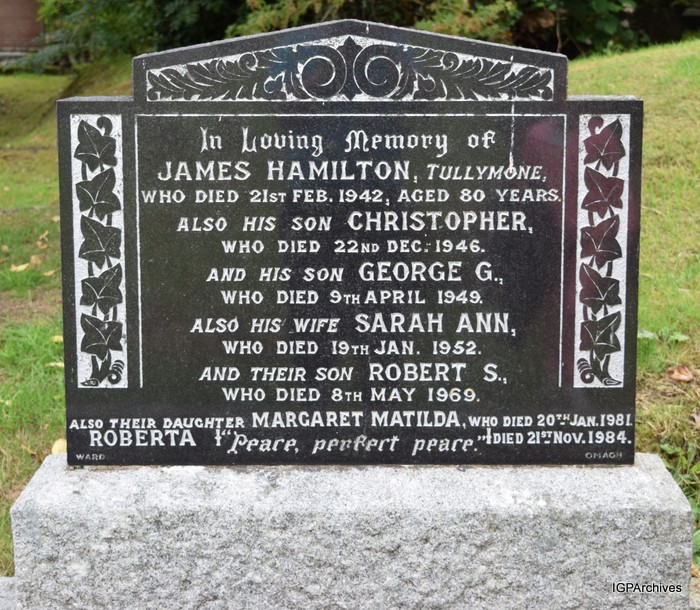 In Loving Memory of
JAMES HAMILTON, TULLYMONE,
WHO DIED 21ST FEB. 1942, AGED 80 YEARS.
ALSO HIS SON CHRISTOPHER,
WHO DIED 22ND DEC. 1946.
AND HIS SON GEORGE G.,
WHO DIED 9TH APRIL 1949.
ALSO HIS WIFE SARAH ANN,
WHO DIED 19TH JAN. 1952.
AND THEIR SON ROBERT S.,
WHO DIED 8TH MAY 1969.
ALSO THEIR DAUGHTER MARGARET MATILDA, WHO DIED 20TH JAN. 1981.
ROBERTA "Peace, perfect peace." DIED 21ST NOV. 1984.
WARD OMAGH
IGPArchives